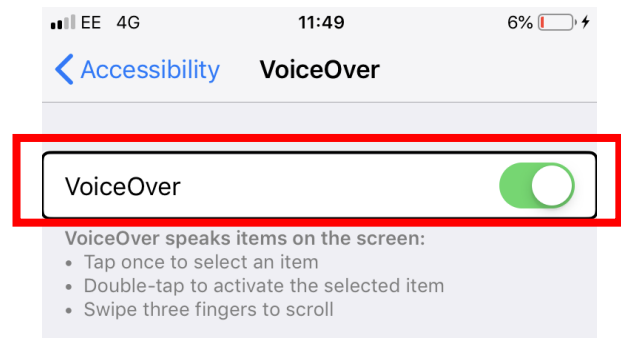 EE 4G 11:49 6%
Accessibility VoiceOver
VoiceOver
VoiceOver speaks items on the screen:
• Tap once to select an item
• Double-tap to activate the selected item
• Swipe three fingers to scroll